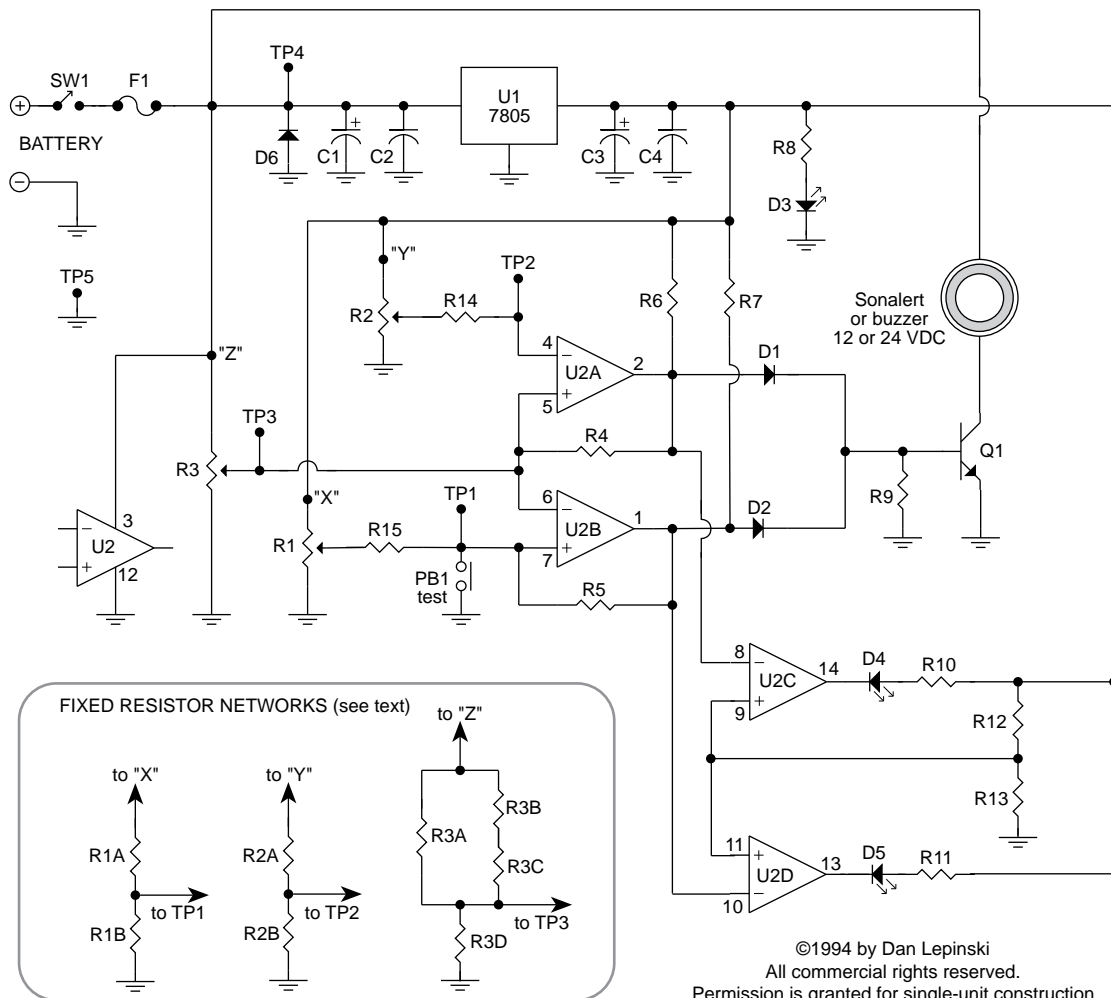 TP4
SW1
F1
+
BATTERY
−
U1
7805
+
+
D6
C1
C2
C3
C4
R8
D3
TP5
"Y"
TP2
R14
R2
R6
R7
Sonalert
or buzzer
12 or 24 VDC
"Z"
4
−
U2A
2
+
5
D1
TP3
R3
R4
Q1
R9
"X"
TP1
6
−
U2B
1
+
7
D2
3
−
U2
+
12
R1
R15
PB1
test
R5
8
−
U2C
14
+
9
D4
R10
R12
R13
FIXED RESISTOR NETWORKS (see text)
to "Z"
to "X"
to "Y"
R3A
R3B
R3C
R1A
R2A
to TP1
to TP2
to TP3
R1B
R2B
R3D
11
+
U2D
13
−
10
D5
R11
©1994 by Dan Lepinski
All commercial rights reserved.
Permission is granted for single-unit construction